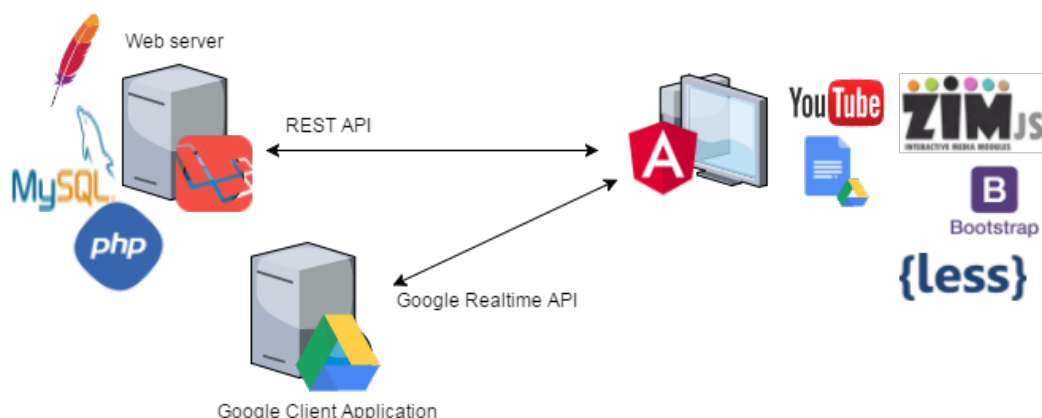 Web server
REST API
MySQL
php
YouTube
ZIM JS
INTERACTIVE MEDIA MODULES
A
B
Bootstrap
{less}
Google Realtime API
Google Client Application